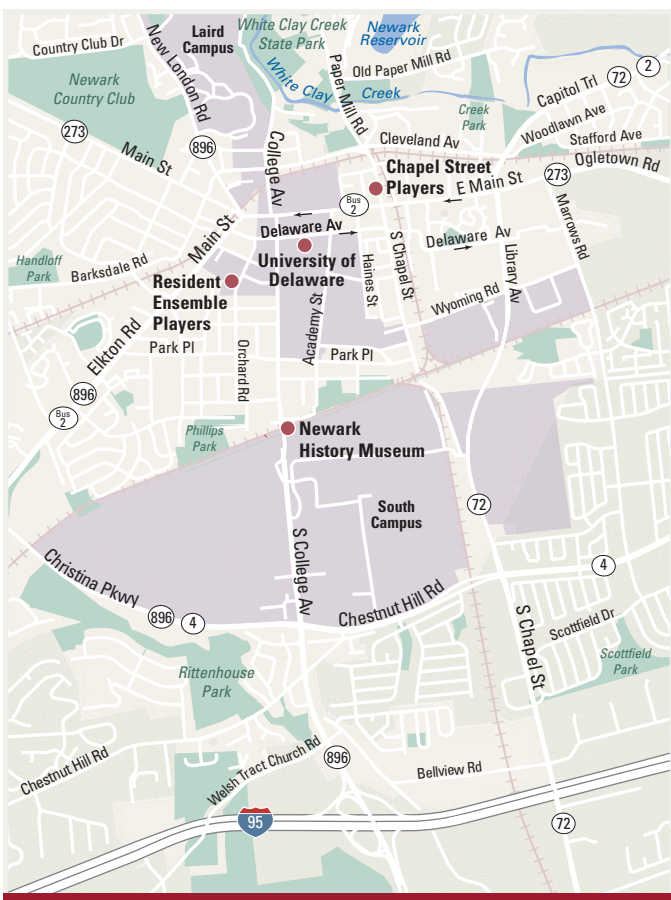 Country Club Dr
New London Rd
Laird
Campus
White Clay Creek
State Park
Newark
Reservoir
Old Paper Mill Rd
Paper Mill Rd
White Clay
Creek
2
72
Capitol Trl
Newark
Country Club
Creek
Park
Woodlawn Ave
Stafford Ave
273
Main St
896
College Av
Cleveland Av
Ogletown Rd
Chapel Street
Players
E Main St
273
Bus
2
Main St
Delaware Av
Delaware Av
Marrows Rd
Handloff
Park
Barksdale Rd
University of
Delaware
Haines St
S Chapel St
Library Av
Resident
Ensemble
Players
Wyoming Rd
Academy St
Elkton Rd
Park Pl
Park Pl
Orchard Rd
896
Bus
2
Phillips
Park
Newark
History Museum
72
South
Campus
S College Av
Christina Pkwy
4
896
4
Chestnut Hill Rd
S Chapel St
Scottfield Dr
Scottfield
Park
Rittenhouse
Park
Chestnut Hill Rd
Welsh Tract Church Rd
896
Bellview Rd
95
72